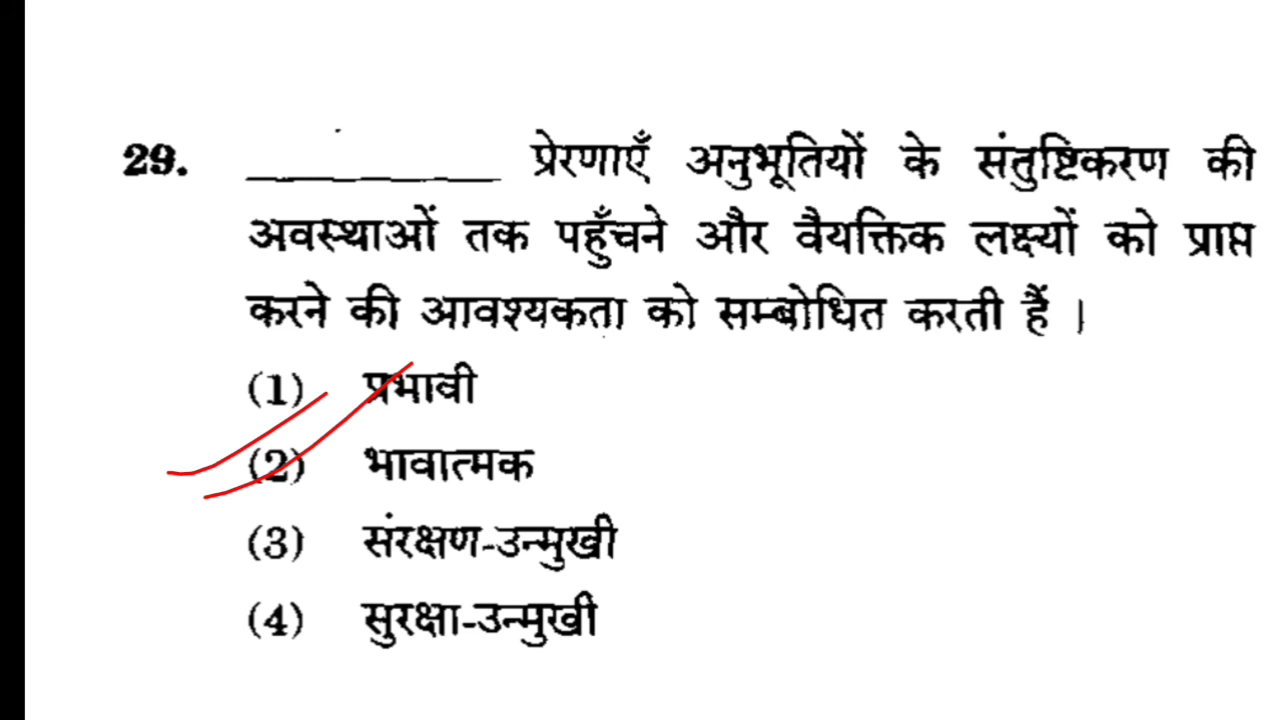 29. __________ प्रेरणाएँ अनुभूतियों के संतुष्टिकरण की
अवस्थाओं तक पहुँचने और वैयक्तिक लक्ष्यों को प्राप्त
करने की आवश्यकता को सम्बोधित करती हैं ।
(1) प्रभावी
(2) भावात्मक
(3) संरक्षण-उन्मुखी
(4) सुरक्षा-उन्मुखी